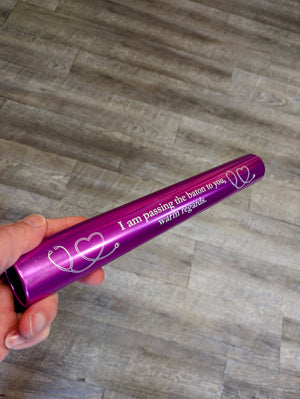 I am passing the baton to you,
warm regards.